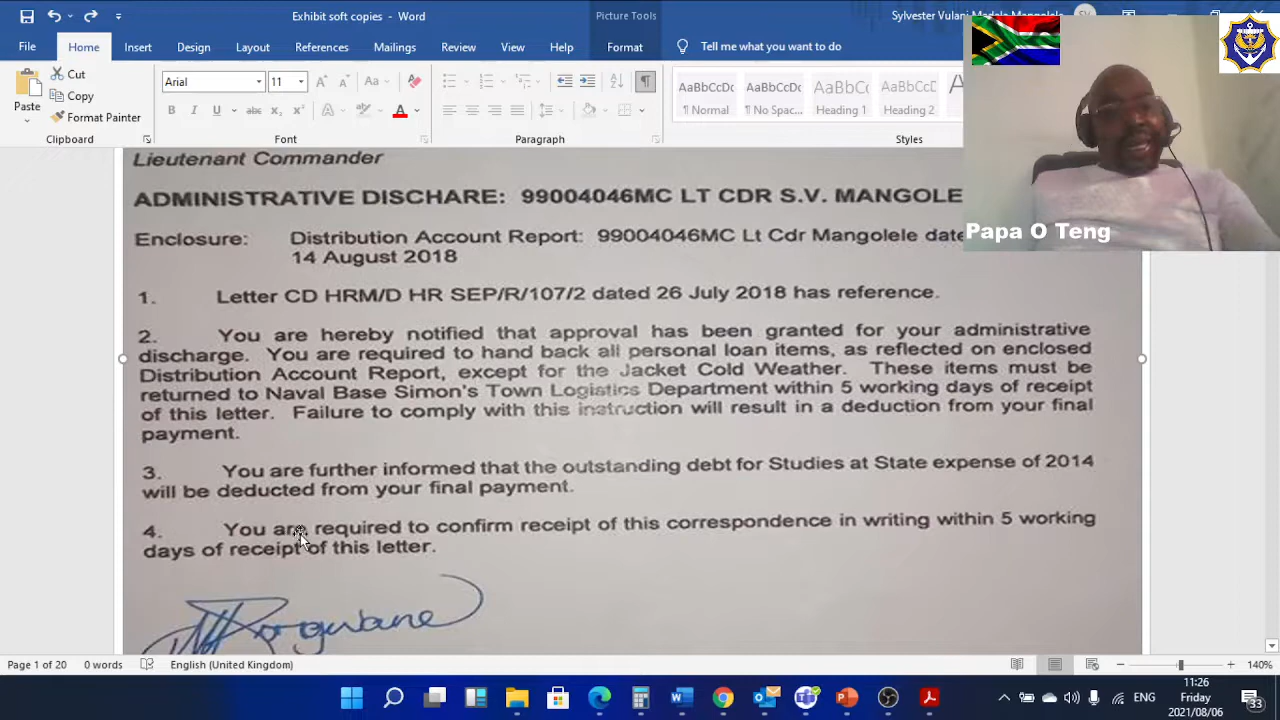 Exhibit soft copies - Word
Picture Tools
Sylvester Vulani
File
Home
Insert
Design
Layout
References
Mailings
Review
View
Help
Format
Tell me what you want to do
Paste
Cut
Copy
Format Painter
Clipboard
Arial
11
Font
Paragraph
AaBbCcDc
¶ Normal
AaBbCcDc
¶ No Spac...
AaBbC
Heading 1
AaBbCcD
Heading 2
Styles
Papa O Teng
Lieutenant Commander
ADMINISTRATIVE DISCHARE: 99004046MC LT CDR S.V. MANGOLE
Enclosure: Distribution Account Report: 99004046MC Lt Cdr Mangolele date
14 August 2018
1. Letter CD HRM/D HR SEP/R/107/2 dated 26 July 2018 has reference.
2. You are hereby notified that approval has been granted for your administrative
discharge. You are required to hand back all personal loan items, as reflected on enclosed
Distribution Account Report, except for the Jacket Cold Weather. These items must be
returned to Naval Base Simon's Town Logistics Department within 5 working days of receipt
of this letter. Failure to comply with this instruction will result in a deduction from your final
payment.
3. You are further informed that the outstanding debt for Studies at State expense of 2014
will be deducted from your final payment.
4. You are required to confirm receipt of this correspondence in writing within 5 working
days of receipt of this letter.
Page 1 of 20
0 words
English (United Kingdom)
140%
ENG
11:26
Friday
2021/08/06
33